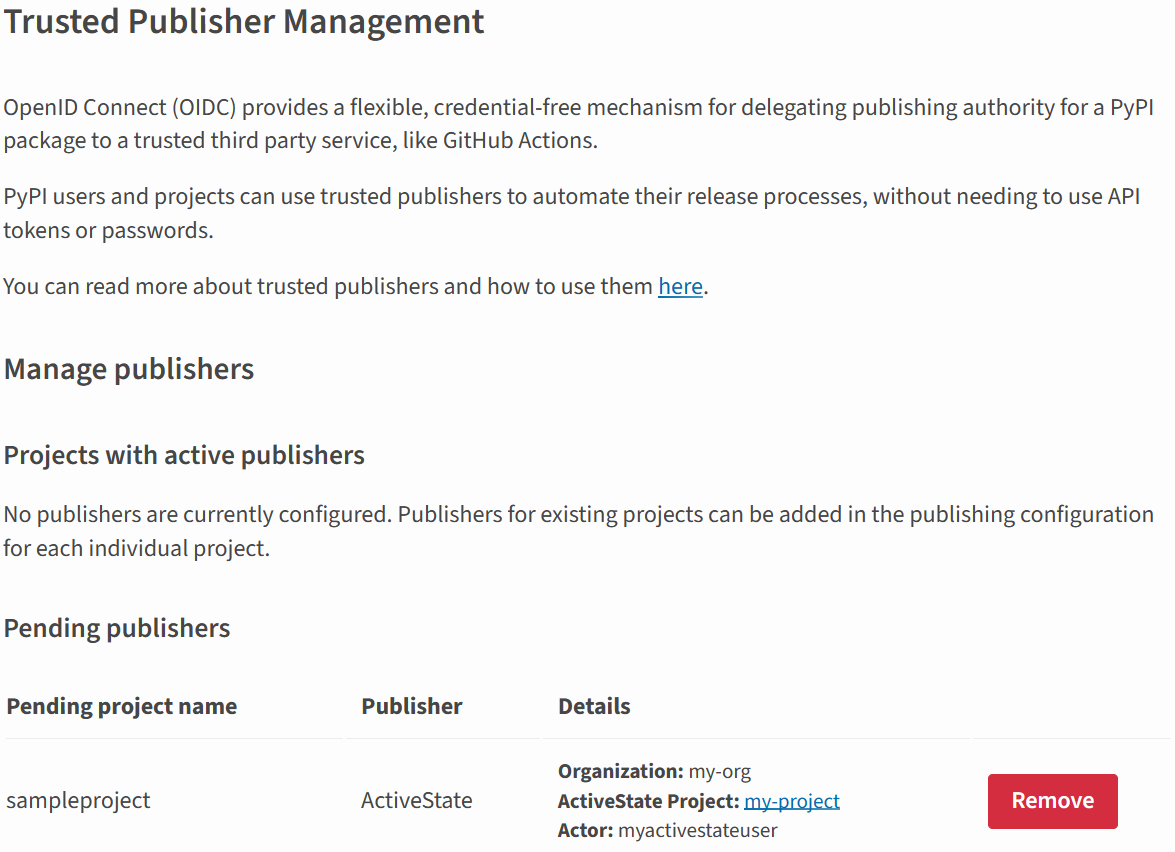 Trusted Publisher Management
OpenID Connect (OIDC) provides a flexible, credential-free mechanism for delegating publishing authority for a PyPI
package to a trusted third party service, like GitHub Actions.
PyPI users and projects can use trusted publishers to automate their release processes, without needing to use API
tokens or passwords.
You can read more about trusted publishers and how to use them here.
Manage publishers
Projects with active publishers
No publishers are currently configured. Publishers for existing projects can be added in the publishing configuration
for each individual project.
Pending publishers
Pending project name Publisher Details
Organization: my-org
sampleproject ActiveState ActiveState Project: my-project Remove
Actor: myactivestateuser